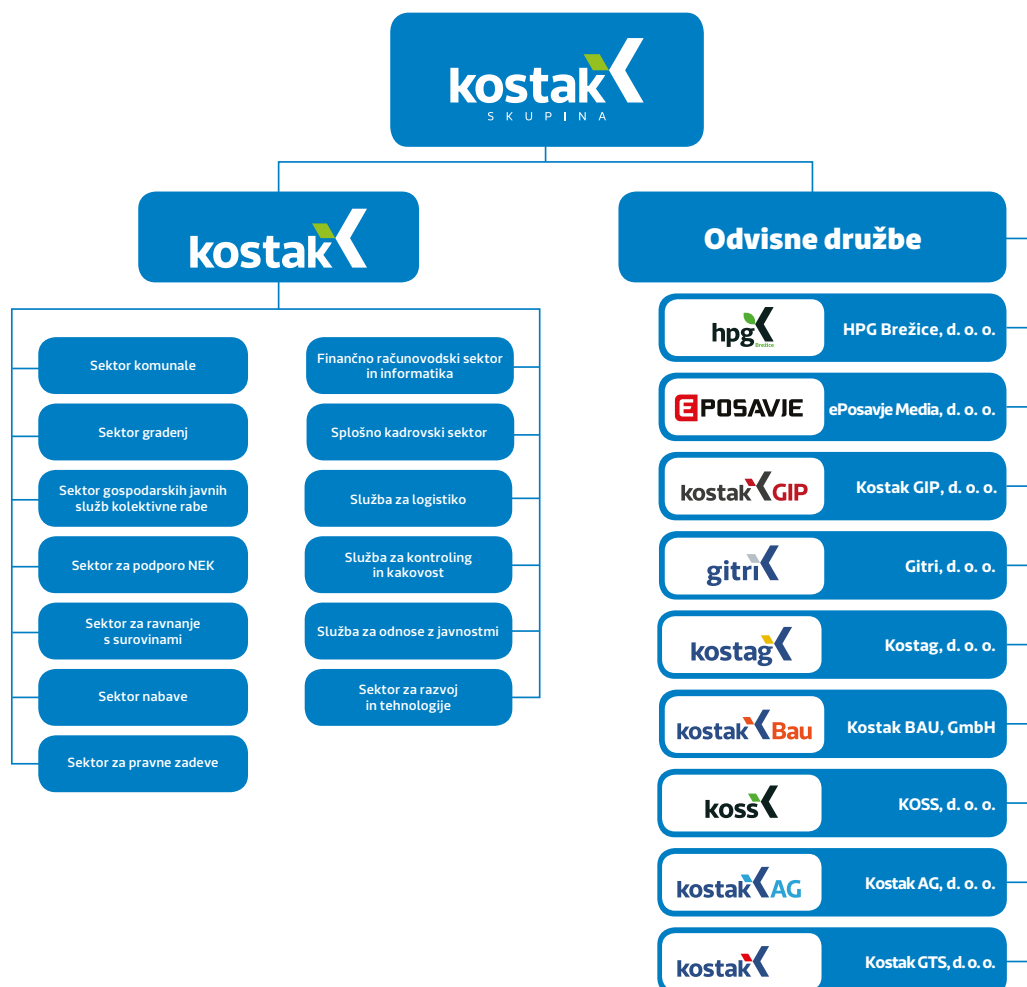 kostak
SKUPINA
kostak
Sektor komunale
Sektor gradenj
Sektor gospodarskih javnih
služb kolektivne rabe
Sektor za podporo NEK
Sektor za ravnanje
s surovinami
Sektor nabave
Sektor za pravne zadeve
Finančno računovodski sektor
in informatika
Splošno kadrovski sektor
Služba za logistiko
Služba za kontroling
in kakovost
Služba za odnose z javnostmi
Sektor za razvoj
in tehnologije
Odvisne družbe
hpg
Brežice
HPG Brežice, d. o. o.
E POSAVJE
ePosavje Media, d. o. o.
kostak GIP
Kostak GIP, d. o. o.
gitri
Gitri, d. o. o.
kostag
Kostag, d. o. o.
kostak Bau
Kostak BAU, GmbH
koss
KOSS, d. o. o.
kostak AG
Kostak AG, d. o. o.
kostak
Kostak GTS, d. o. o.